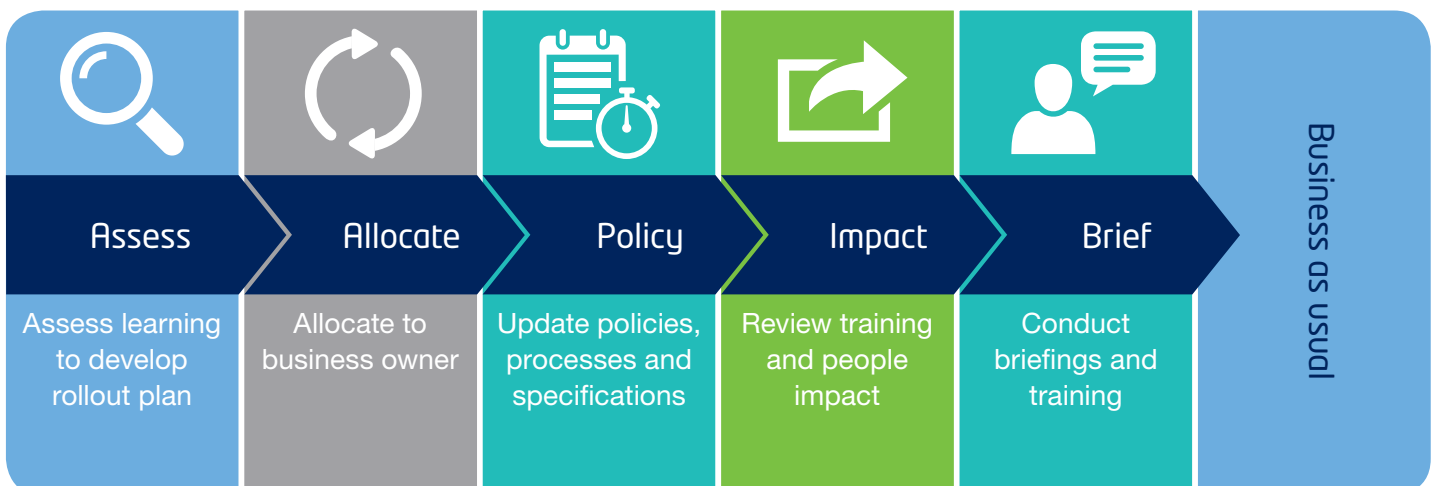 Assess
Allocate
Policy
Impact
Brief
Assess learning
to develop
rollout plan
Allocate to
business owner
Update policies,
processes and
specifications
Review training
and people
impact
Conduct
briefings and
training
Business as usual